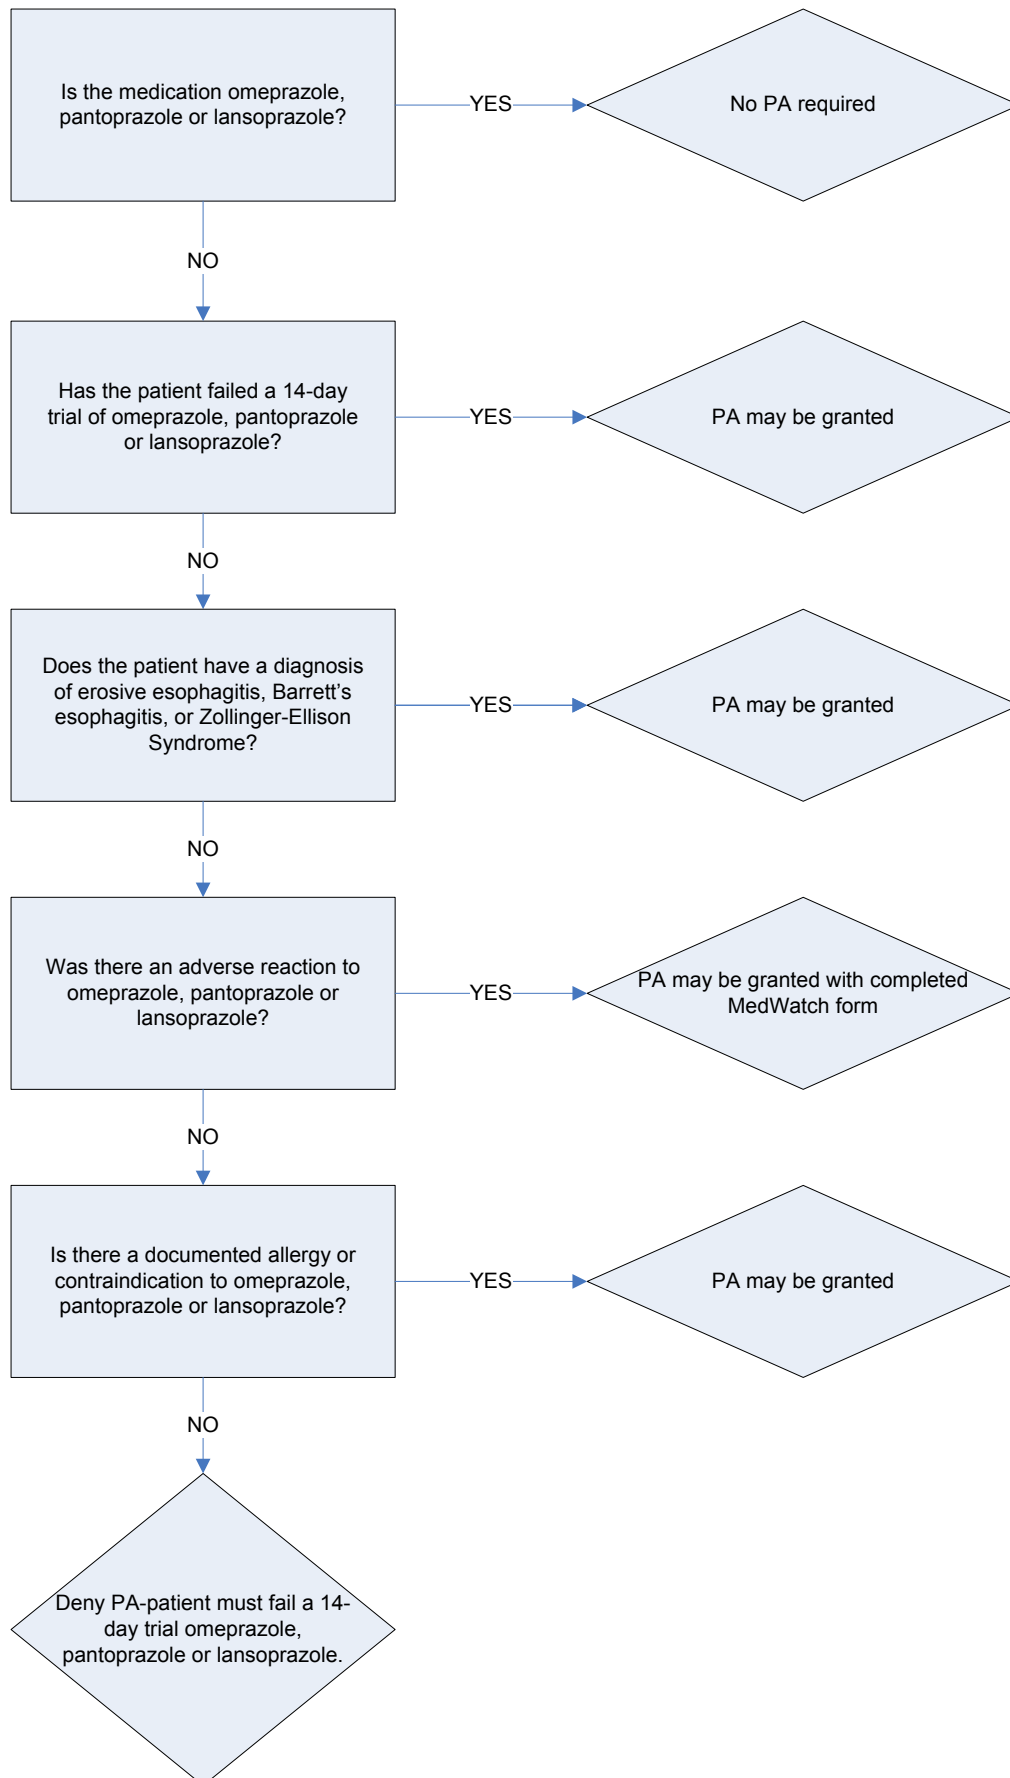 Is the medication omeprazole,
pantoprazole or lansoprazole?
YES
No PA required
NO
Has the patient failed a 14-day
trial of omeprazole, pantoprazole
or lansoprazole?
YES
PA may be granted
NO
Does the patient have a diagnosis
of erosive esophagitis, Barrett’s
esophagitis, or Zollinger-Ellison
Syndrome?
YES
PA may be granted
NO
Was there an adverse reaction to
omeprazole, pantoprazole or
lansoprazole?
YES
PA may be granted with completed
MedWatch form
NO
Is there a documented allergy or
contraindication to omeprazole,
pantoprazole or lansoprazole?
YES
PA may be granted
NO
Deny PA-patient must fail a 14-
day trial omeprazole,
pantoprazole or lansoprazole.